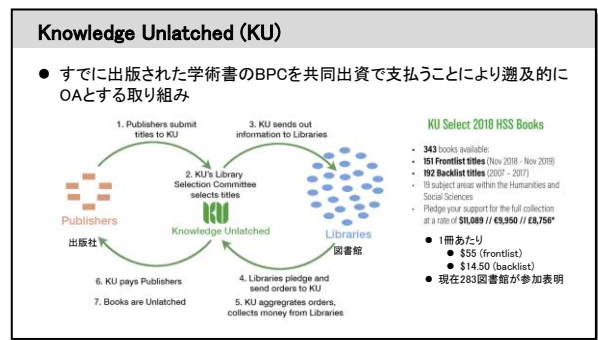 Knowledge Unlatched (KU)
● すでに出版された学術書のBPCを共同出資で支払うことにより遡及的に
OAとする取り組み
1. Publishers submit
titles to KU
3. KU sends out
information to Libraries
2. KU's Library
Selection Committee
selects titles
KU
Knowledge Unlatched
Publishers
出版社
Libraries
図書館
6. KU pays Publishers
7. Books are Unlatched
4. Libraries pledge and
send orders to KU
5. KU aggregates orders,
collects money from Libraries
KU Select 2018 HSS Books
• 343 books available:
• 151 Frontlist titles (Nov 2018 - Nov 2019)
• 192 Backlist titles (2007 – 2017)
• 19 subject areas within the Humanities and
Social Sciences
• Pledge your support for the full collection
at a rate of $11,089 // €9,950 // £8,756*
● 1冊あたり
● $55 (frontlist)
● $14.50 (backlist)
● 現在283図書館が参加表明